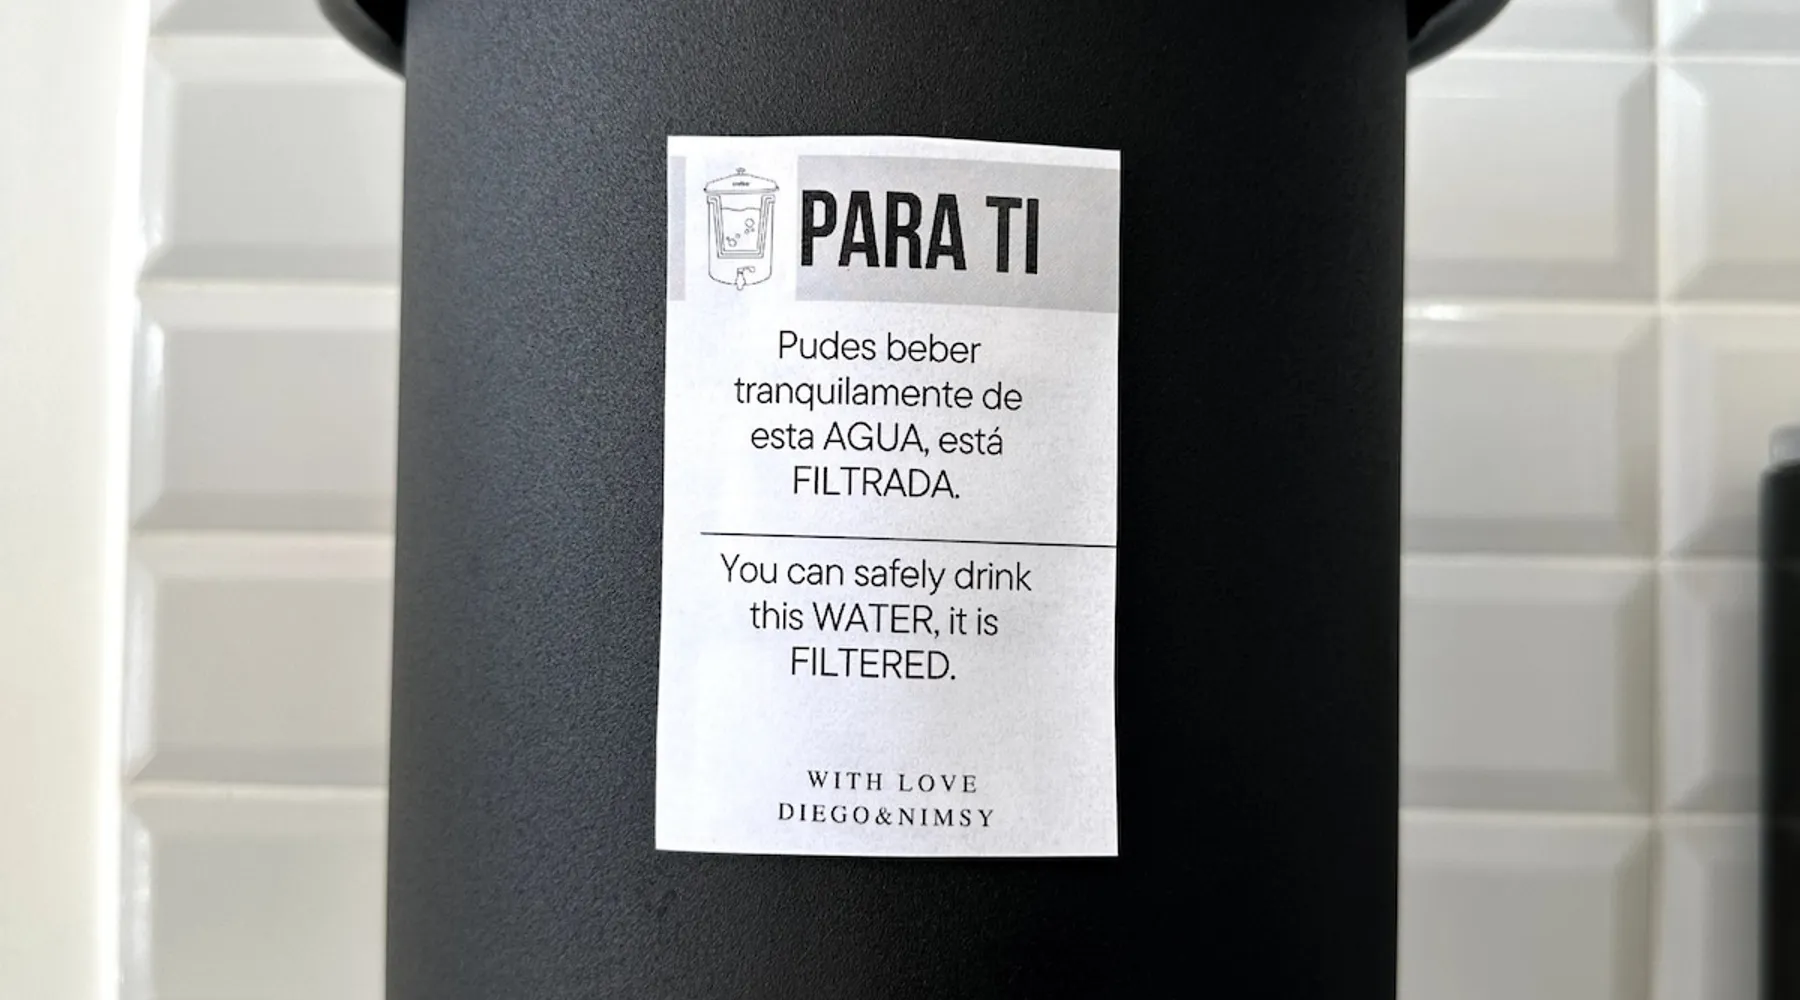 PARA TI
Pudes beber
tranquilamente de
esta AGUA, está
FILTRADA.
You can safely drink
this WATER, it is
FILTERED.
WITH LOVE
DIEGO&NIMSY